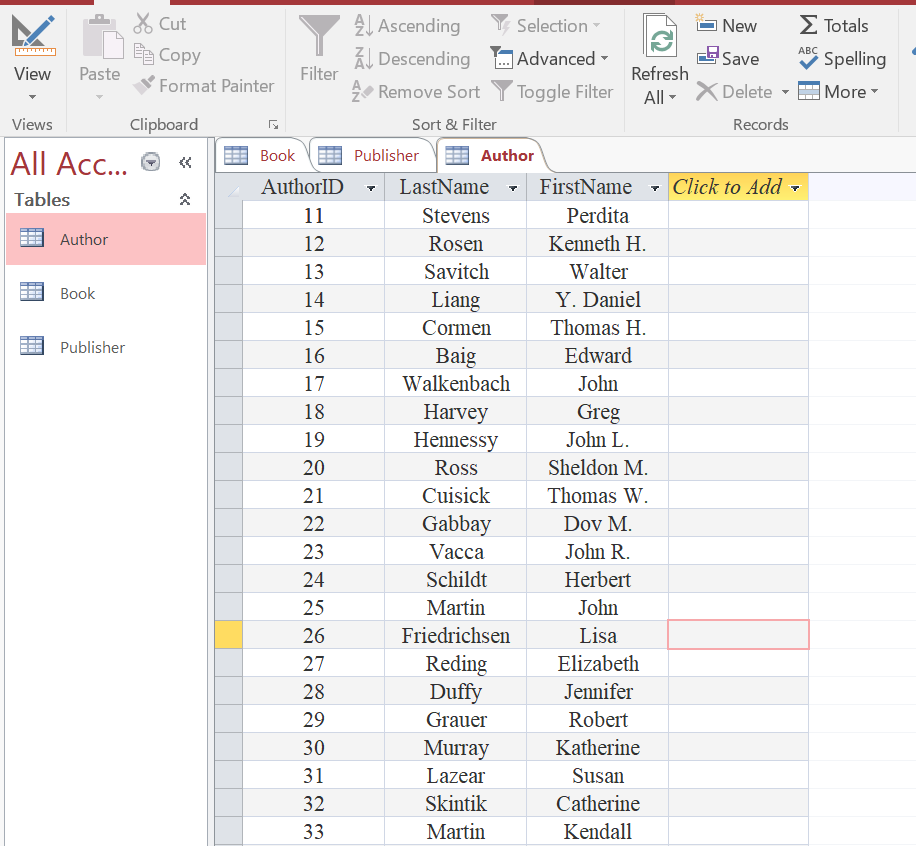 View
Views
Paste
Cut
Copy
Format Painter
Clipboard
Filter
Ascending
Descending
Remove Sort
Selection
Advanced
Toggle Filter
Sort & Filter
Refresh
All
New
Save
Delete
Totals
ABC
Spelling
More
Records
All Acc...
Tables
Author
Book
Publisher
Book Publisher Author
AuthorID LastName FirstName Click to Add
11 Stevens Perdita
12 Rosen Kenneth H.
13 Savitch Walter
14 Liang Y. Daniel
15 Cormen Thomas H.
16 Baig Edward
17 Walkenbach John
18 Harvey Greg
19 Hennessy John L.
20 Ross Sheldon M.
21 Cuisick Thomas W.
22 Gabbay Dov M.
23 Vacca John R.
24 Schildt Herbert
25 Martin John
26 Friedrichsen Lisa
27 Reding Elizabeth
28 Duffy Jennifer
29 Grauer Robert
30 Murray Katherine
31 Lazear Susan
32 Skintik Catherine
33 Martin Kendall